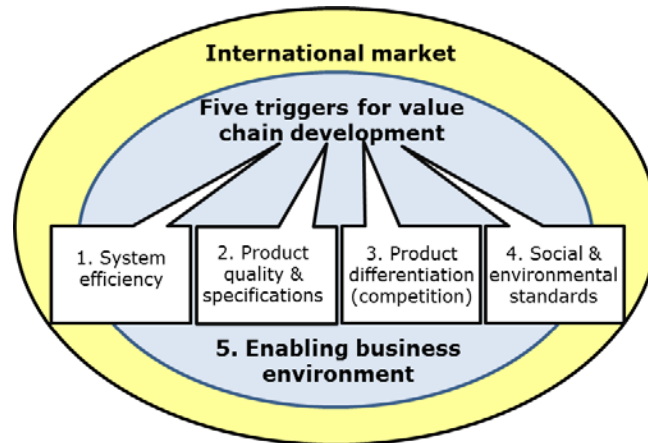 International market
Five triggers for value
chain development
1. System
efficiency
2. Product
quality &
specifications
3. Product
differentiation
(competition)
4. Social &
environmental
standards
5. Enabling business
environment